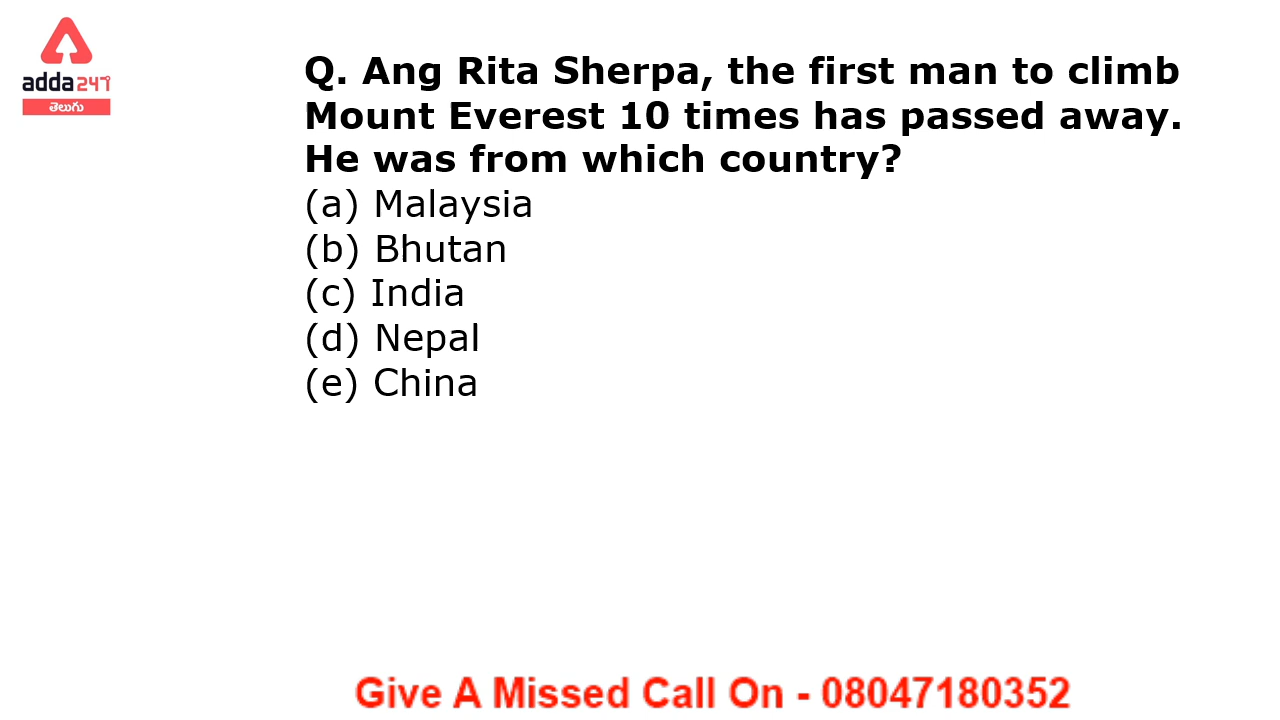 adda247
తెలుగు
Q. Ang Rita Sherpa, the first man to climb
Mount Everest 10 times has passed away.
He was from which country?
(a) Malaysia
(b) Bhutan
(c) India
(d) Nepal
(e) China
Give A Missed Call On - 08047180352